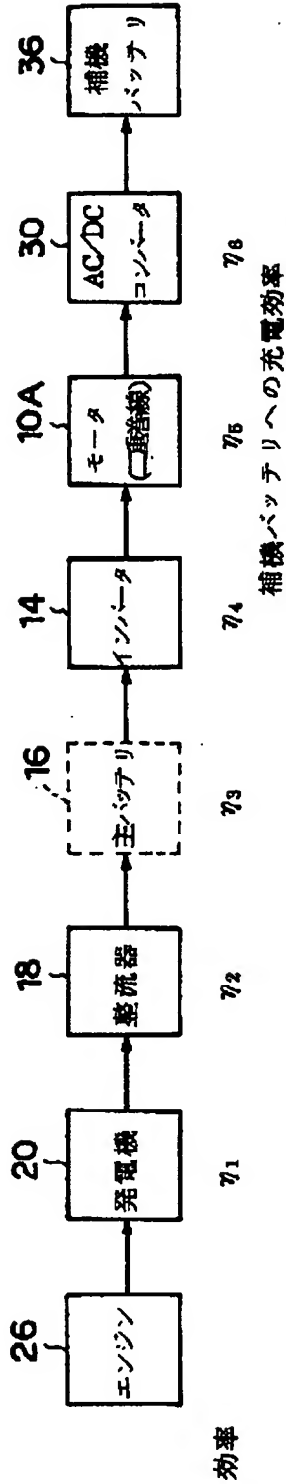 26
エンジン
20
発電機
18
整流器
16
主バッテリ
14
インバータ
10A
モータ
(二重巻線)
30
AC/DC
コンバータ
36
補機
バッテリ
効率
η1
η2
η3
η4
η5
η6
補機バッテリへの充電効率